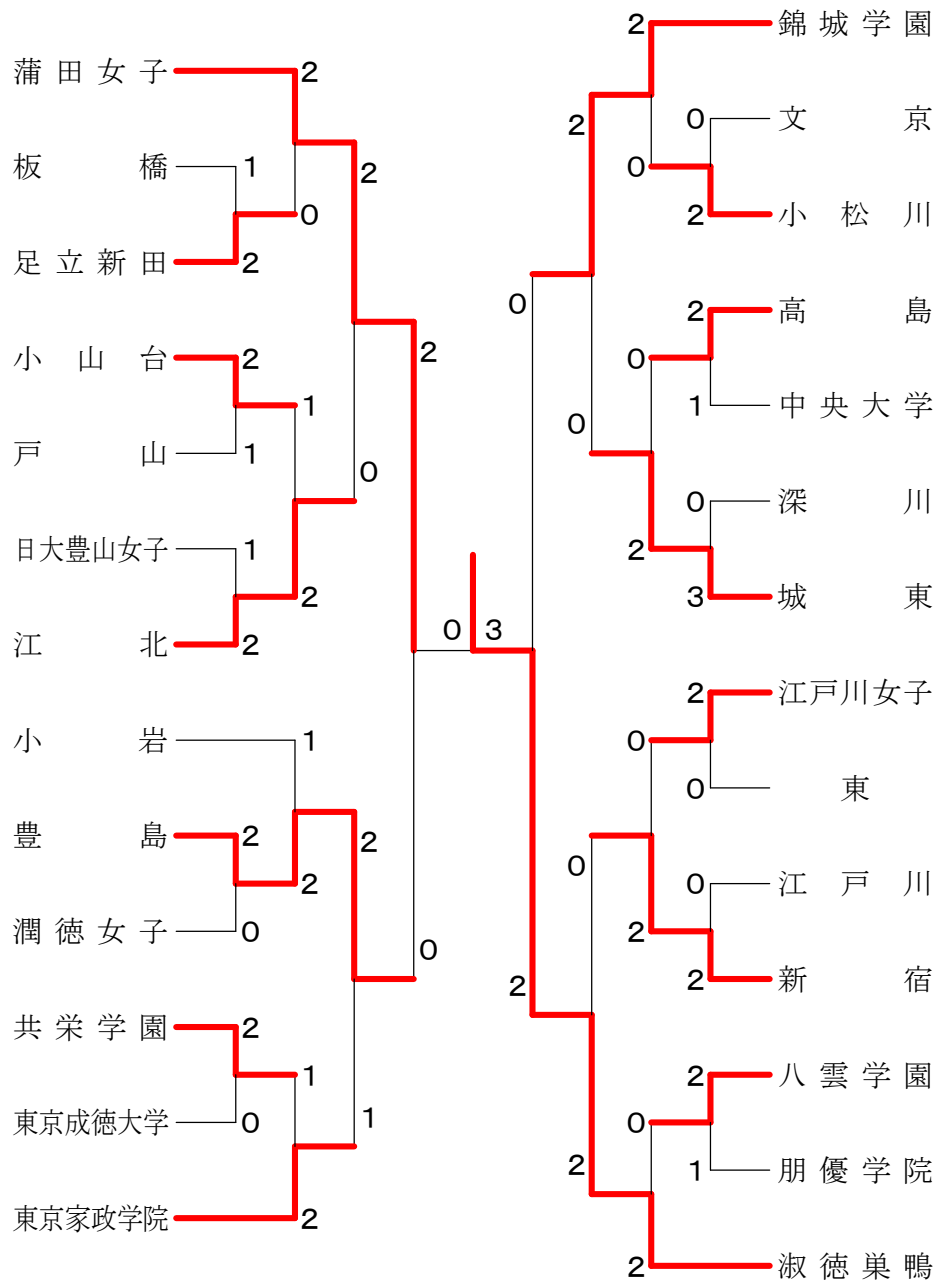 蒲田女子
2
板橋
1
2
0
足立新田
2
小山台
2
2
1
戸山
1
0
日大豊山女子
1
2
江北
2
小岩
1
豊島
2
2
2
潤徳女子
0
0
共栄学園
2
1
東京成徳大学
0
1
東京家政学院
2
0 3
錦城学園
2
文京
0
2
0
小松川
2
0
高島
2
0
中央大学
1
0
深川
0
2
城東
3
江戸川女子
2
0
東
0
0
江戸川
0
2
新宿
2
2
八雲学園
2
0
朋優学院
1
2
淑徳巣鴨
2